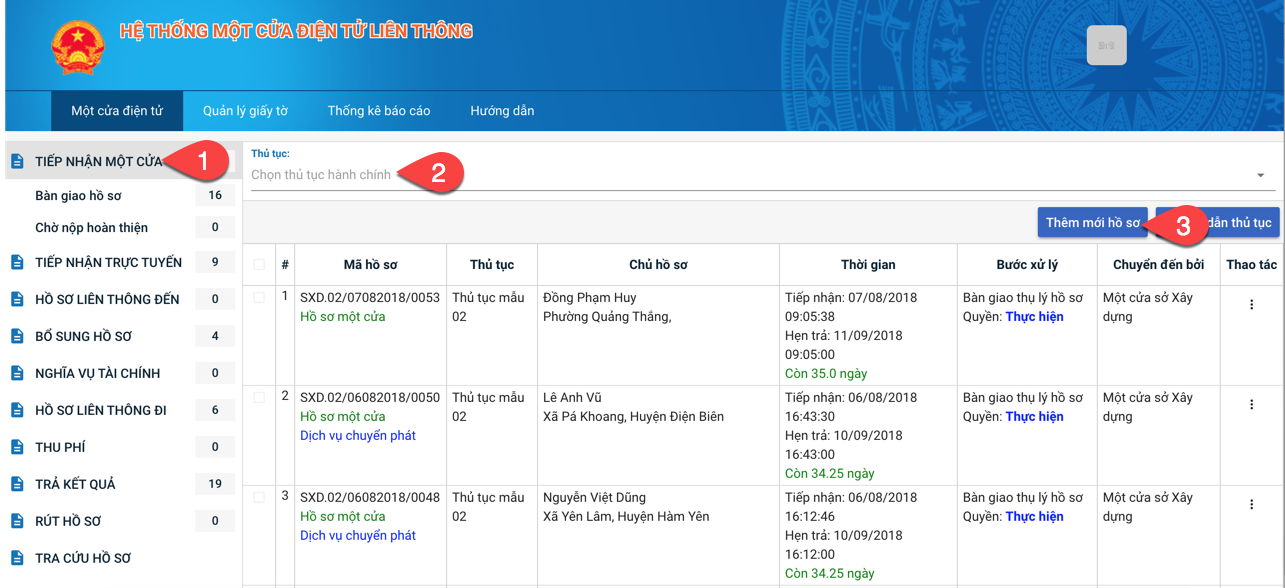 HỆ THỐNG MỘT CỬA ĐIỆN TỬ LIÊN THÔNG
Một cửa điện tử
Quản lý giấy tờ
Thống kê báo cáo
Hướng dẫn
TIẾP NHẬN MỘT CỬA
1
Bàn giao hồ sơ 16
Chờ nộp hoàn thiện 0
TIẾP NHẬN TRỰC TUYẾN 9
HỒ SƠ LIÊN THÔNG ĐẾN 0
BỔ SUNG HỒ SƠ 4
NGHĨA VỤ TÀI CHÍNH 0
HỒ SƠ LIÊN THÔNG ĐI 6
THU PHÍ 0
TRẢ KẾT QUẢ 19
RÚT HỒ SƠ 0
TRA CỨU HỒ SƠ
Thủ tục:
Chọn thủ tục hành chính
2
Thêm mới hồ sơ
3
dẫn thủ tục
# Mã hồ sơ Thủ tục Chủ hồ sơ Thời gian Bước xử lý Chuyển đến bởi Thao tác
1
SXD.02/07082018/0053
Hồ sơ một cửa
Thủ tục mẫu
02
Đồng Phạm Huy
Phường Quảng Thắng,
Tiếp nhận: 07/08/2018
09:05:38
Hẹn trả: 11/09/2018
09:05:00
Còn 35.0 ngày
Bàn giao thụ lý hồ sơ
Quyền: Thực hiện
Một cửa sở Xây
dựng
2
SXD.02/06082018/0050
Hồ sơ một cửa
Dịch vụ chuyển phát
Thủ tục mẫu
02
Lê Anh Vũ
Xã Pá Khoang, Huyện Điện Biên
Tiếp nhận: 06/08/2018
16:43:30
Hẹn trả: 10/09/2018
16:43:00
Còn 34.25 ngày
Bàn giao thụ lý hồ sơ
Quyền: Thực hiện
Một cửa sở Xây
dựng
3
SXD.02/06082018/0048
Hồ sơ một cửa
Dịch vụ chuyển phát
Thủ tục mẫu
02
Nguyễn Việt Dũng
Xã Yên Lâm, Huyện Hàm Yên
Tiếp nhận: 06/08/2018
16:12:46
Hẹn trả: 10/09/2018
16:12:00
Còn 34.25 ngày
Bàn giao thụ lý hồ sơ
Quyền: Thực hiện
Một cửa sở Xây
dựng